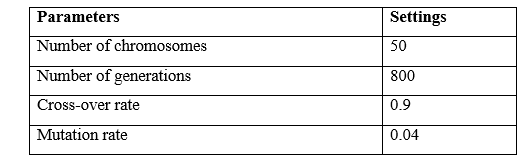 Parameters Settings
Number of chromosomes 50
Number of generations 800
Cross-over rate 0.9
Mutation rate 0.04